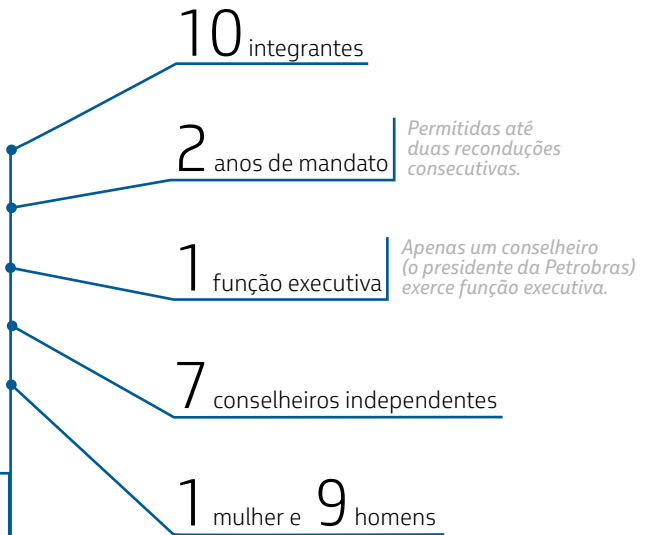 10 integrantes
2 anos de mandato
Permitidas até
duas reconduções
consecutivas.
1 função executiva
Apenas um conselheiro
(o presidente da Petrobras)
exerce função executiva.
7 conselheiros independentes
1 mulher e 9 homens